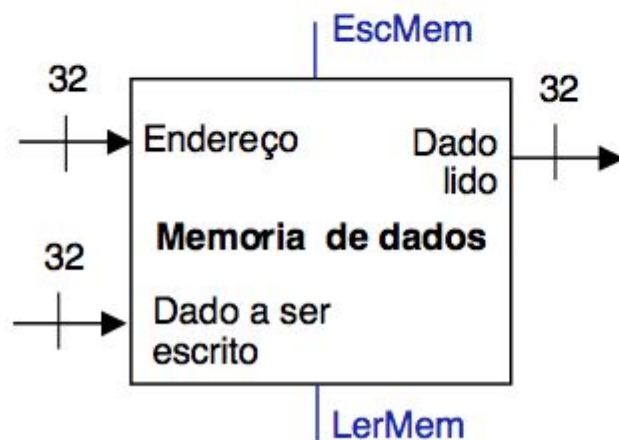 EscMem
32
32
Endereço
Dado
lido
Memoria de dados
32
Dado a ser
escrito
LerMem